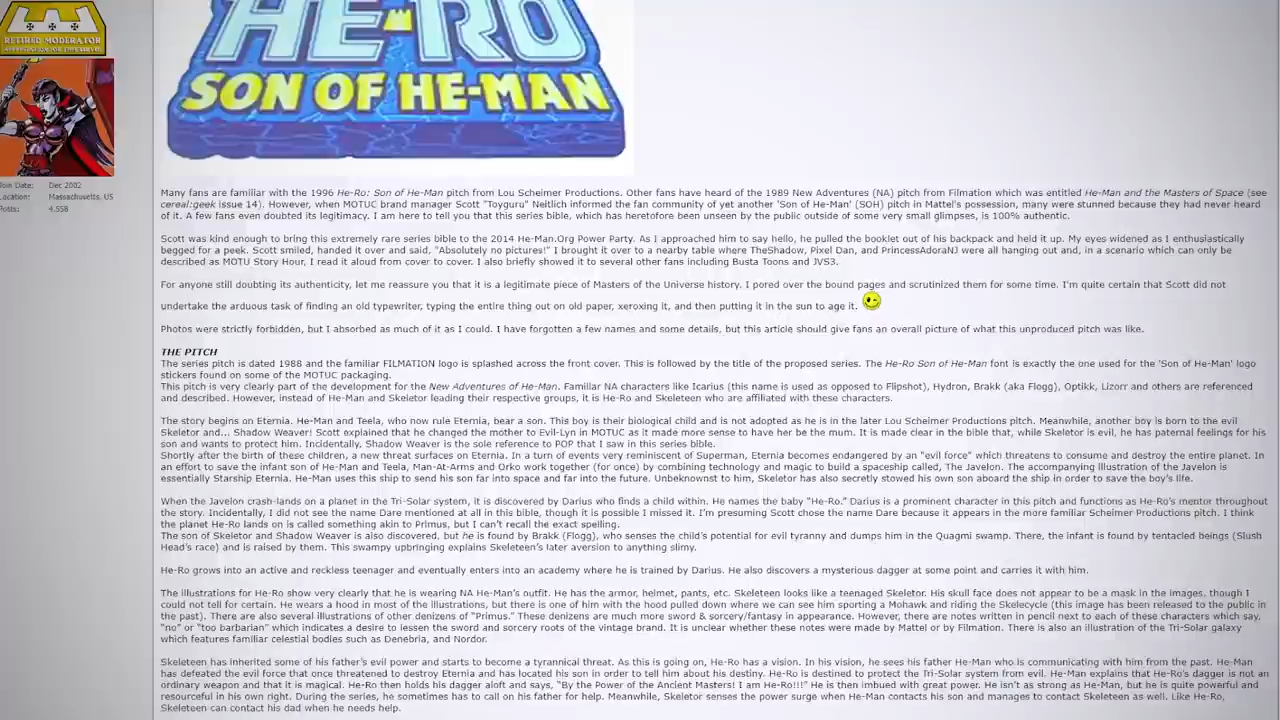 RETIRED MODERATOR
HE-RO
SON OF HE-MAN
Join Date: Dec 2002
Location: Massachusetts, US
Posts: 4,558
Many fans are familiar with the 1996 He-Ro: Son of He-Man pitch from Lou Scheimer Productions. Other fans have heard of the 1989 New Adventures (NA) pitch from Filmation which was entitled He-Man and the Masters of Space (see
cereal:geek issue 14). However, when MOTUC brand manager Scott "Toyguru" Neitlich informed the fan community of yet another 'Son of He-Man' (SOH) pitch in Mattel's possession, many were stunned because they had never heard
of it. A few fans even doubted its legitimacy. I am here to tell you that this series bible, which has heretofore been unseen by the public outside of some very small glimpses, is 100% authentic.
Scott was kind enough to bring this extremely rare series bible to the 2014 He-Man.Org Power Party. As I approached him to say hello, he pulled the booklet out of his backpack and held it up. My eyes widened as I enthusiastically
begged for a peek. Scott smiled, handed it over and said, "Absolutely no pictures!" I brought it over to a nearby table where TheShadow, Pixel Dan, and PrincessAdoraNJ were all hanging out and, in a scenario which can only be
described as MOTU Story Hour, I read it aloud from cover to cover. I also briefly showed it to several other fans including Busta Toons and JVS3.
For anyone still doubting its authenticity, let me reassure you that it is a legitimate piece of Masters of the Universe history. I pored over the bound pages and scrutinized them for some time. I'm quite certain that Scott did not
undertake the arduous task of finding an old typewriter, typing the entire thing out on old paper, xeroxing it, and then putting it in the sun to age it.
Photos were strictly forbidden, but I absorbed as much of it as I could. I have forgotten a few names and some details, but this article should give fans an overall picture of what this unproduced pitch was like.
THE PITCH
The series pitch is dated 1988 and the familiar FILMATION logo is splashed across the front cover. This is followed by the title of the proposed series. The He-Ro Son of He-Man font is exactly the one used for the 'Son of He-Man' logo
stickers found on some of the MOTUC packaging.
This pitch is very clearly part of the development for the New Adventures of He-Man. Familiar NA characters like Icarius (this name is used as opposed to Flipshot), Hydron, Brakk (aka Flogg), Optikk, Lizorr and others are referenced
and described. However, instead of He-Man and Skeletor leading their respective groups, it is He-Ro and Skeleteen who are affiliated with these characters.
The story begins on Eternia. He-Man and Teela, who now rule Eternia, bear a son. This boy is their biological child and is not adopted as he is in the later Lou Scheimer Productions pitch. Meanwhile, another boy is born to the evil
Skeletor and... Shadow Weaver! Scott explained that he changed the mother to Evil-Lyn in MOTUC as it made more sense to have her be the mum. It is made clear in the bible that, while Skeletor is evil, he has paternal feelings for his
son and wants to protect him. Incidentally, Shadow Weaver is the sole reference to POP that I saw in this series bible.
Shortly after the birth of these children, a new threat surfaces on Eternia. In a turn of events very reminiscent of Superman, Eternia becomes endangered by an "evil force" which threatens to consume and destroy the entire planet. In
an effort to save the infant son of He-Man and Teela, Man-At-Arms and Orko work together (for once) by combining technology and magic to build a spaceship called, The Javelon. The accompanying illustration of the Javelon is
essentially Starship Eternia. He-Man uses this ship to send his son far into space and far into the future. Unbeknownst to him, Skeletor has also secretly stowed his own son aboard the ship in order to save the boy's life.
When the Javelon crash-lands on a planet in the Tri-Solar system, it is discovered by Darius who finds a child within. He names the baby "He-Ro." Darius is a prominent character in this pitch and functions as He-Ro's mentor throughout
the story. Incidentally, I did not see the name Dare mentioned at all in this bible, though it is possible I missed it. I'm presuming Scott chose the name Dare because it appears in the more familiar Scheimer Productions pitch. I think
the planet He-Ro lands on is called something akin to Primus, but I can't recall the exact spelling.
The son of Skeletor and Shadow Weaver is also discovered, but he is found by Brakk (Flogg), who senses the child's potential for evil tyranny and dumps him in the Quagmi swamp. There, the infant is found by tentacled beings (Slush
Head's race) and is raised by them. This swampy upbringing explains Skeleteen's later aversion to anything slimy.
He-Ro grows into an active and reckless teenager and eventually enters into an academy where he is trained by Darius. He also discovers a mysterious dagger at some point and carries it with him.
The illustrations for He-Ro show very clearly that he is wearing NA He-Man's outfit. He has the armor, helmet, pants, etc. Skeleteen looks like a teenaged Skeletor. His skull face does not appear to be a mask in the images, though I
could not tell for certain. He wears a hood in most of the illustrations, but there is one of him with the hood pulled down where we can see him sporting a Mohawk and riding the Skelecycle (this image has been released to the public in
the past). There are also several illustrations of other denizens of "Primus." These denizens are much more sword & sorcery/fantasy in appearance. However, there are notes written in pencil next to each of these characters which say,
"no" or "too barbarian" which indicates a desire to lessen the sword and sorcery roots of the vintage brand. It is unclear whether these notes were made by Mattel or by Filmation. There is also an illustration of the Tri-Solar galaxy
which features familiar celestial bodies such as Denebria, and Nordor.
Skeleteen has inherited some of his father's evil power and starts to become a tyrannical threat. As this is going on, He-Ro has a vision. In his vision, he sees his father He-Man who is communicating with him from the past. He-Man
has defeated the evil force that once threatened to destroy Eternia and has located his son in order to tell him about his destiny. He-Ro is destined to protect the Tri-Solar system from evil. He-Man explains that He-Ro's dagger is not an
ordinary weapon and that it is magical. He-Ro then holds his dagger aloft and says, "By the Power of the Ancient Masters! I am He-Ro!!!" He is then imbued with great power. He isn't as strong as He-Man, but he is quite powerful and
resourceful in his own right. During the series, he sometimes has to call on his father for help. Meanwhile, Skeletor senses the power surge when He-Man contacts his son and manages to contact Skeleteen as well. Like He-Ro,
Skeleteen can contact his dad when he needs help.